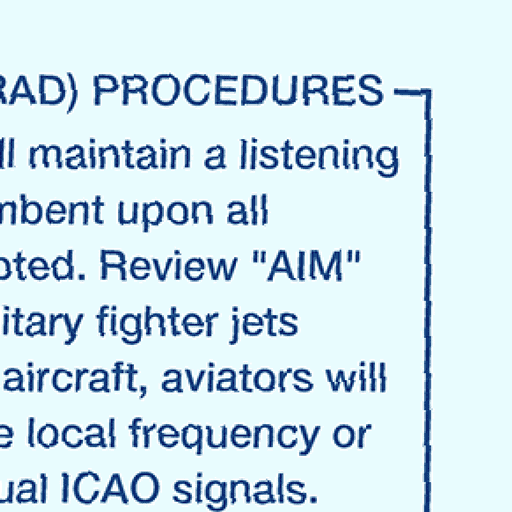 RAD) PROCEDURES
ll maintain a listening
mbent upon all
oted. Review "AIM"
itary fighter jets
aircraft, aviators will
e local frequency or
ual ICAO signals.